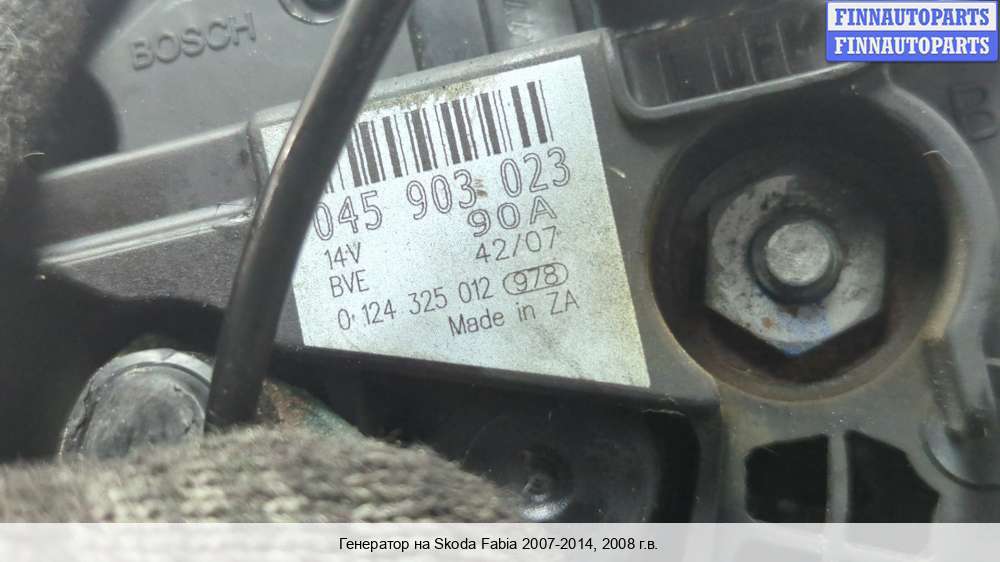 FINNAUTOPARTS
FINNAUTOPARTS
BOSCH
B
045 903 023
90A
14V 42/07
BVE
0 124 325 012 978
Made in ZA
Генератор на Skoda Fabia 2007-2014, 2008 г.в.